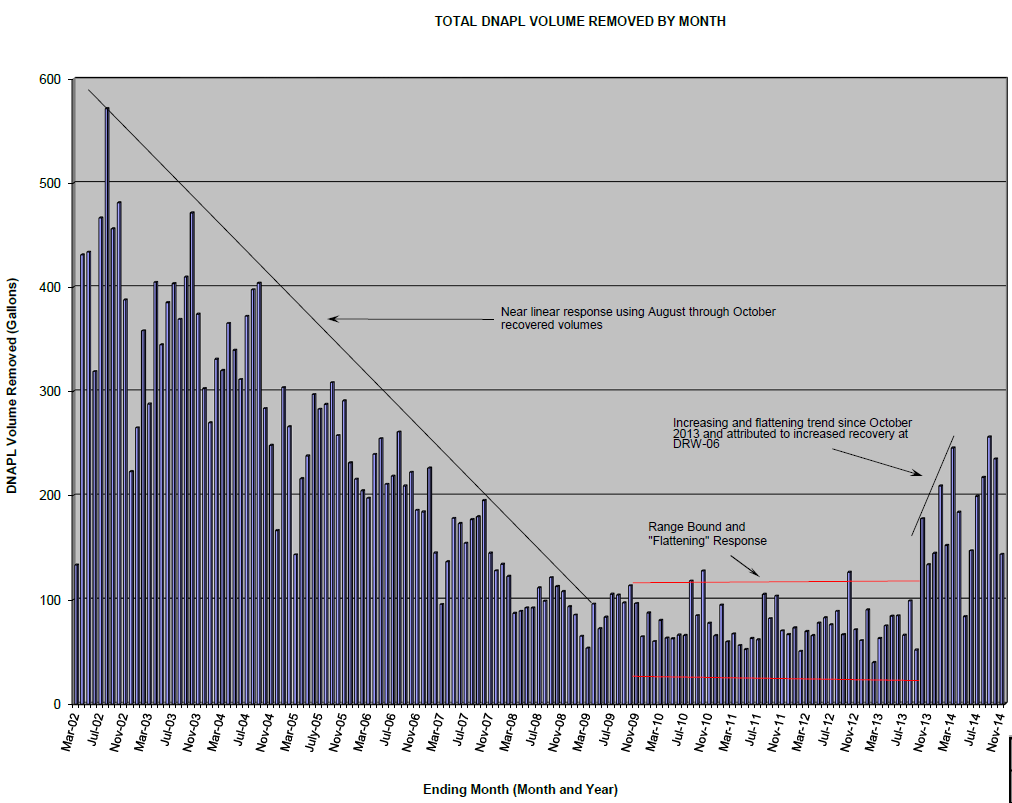 TOTAL DNAPL VOLUME REMOVED BY MONTH
DNAPL Volume Removed (Gallons)
600
500
400
300
200
100
0
Near linear response using August through October
recovered volumes
Increasing and flattening trend since October
2013 and attributed to increased recovery at
DRW-06
Range Bound and
"Flattening" Response
Mar-02
Jul-02
Nov-02
Mar-03
Jul-03
Nov-03
Mar-04
Jul-04
Nov-04
Mar-05
July-05
Nov-05
Mar-06
Jul-06
Nov-06
Mar-07
Jul-07
Nov-07
Mar-08
Jul-08
Nov-08
Mar-09
Jul-09
Nov-09
Mar-10
Jul-10
Nov-10
Mar-11
Jul-11
Nov-11
Mar-12
Jul-12
Nov-12
Mar-13
Jul-13
Nov-13
Mar-14
Jul-14
Nov-14
Ending Month (Month and Year)